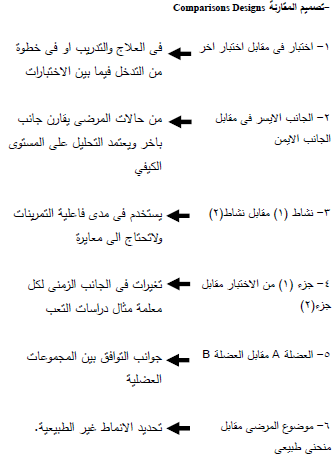 -تصميم المقارنة Comparisons Designs
١- اختبار فى مقابل اختبار اخر
فى العلاج والتدريب او فى خطوة
من التدخل فيما بين الاختبارات
٢- الجانب الايسر فى مقابل
الجانب الايمن
من حالات المرضى يقارن جانب
باخر ويعتمد التحليل على المستوى
الكيفي
٣- نشاط (١) مقابل نشاط(٢)
يستخدم فى مدى فاعلية التمرينات
ولاتحتاج الى معايرة
٤- جزء (١) من الاختبار مقابل
جزء(٢)
تغيرات فى الجانب الزمنى لكل
معلمة مثال دراسات التعب
٥- العضلة A مقابل العضلة B
جوانب التوافق بين المجموعات
العضلية
٦- موضوع المرضى مقابل
منحنى طبيعى
تحديد الانماط غير الطبيعية.